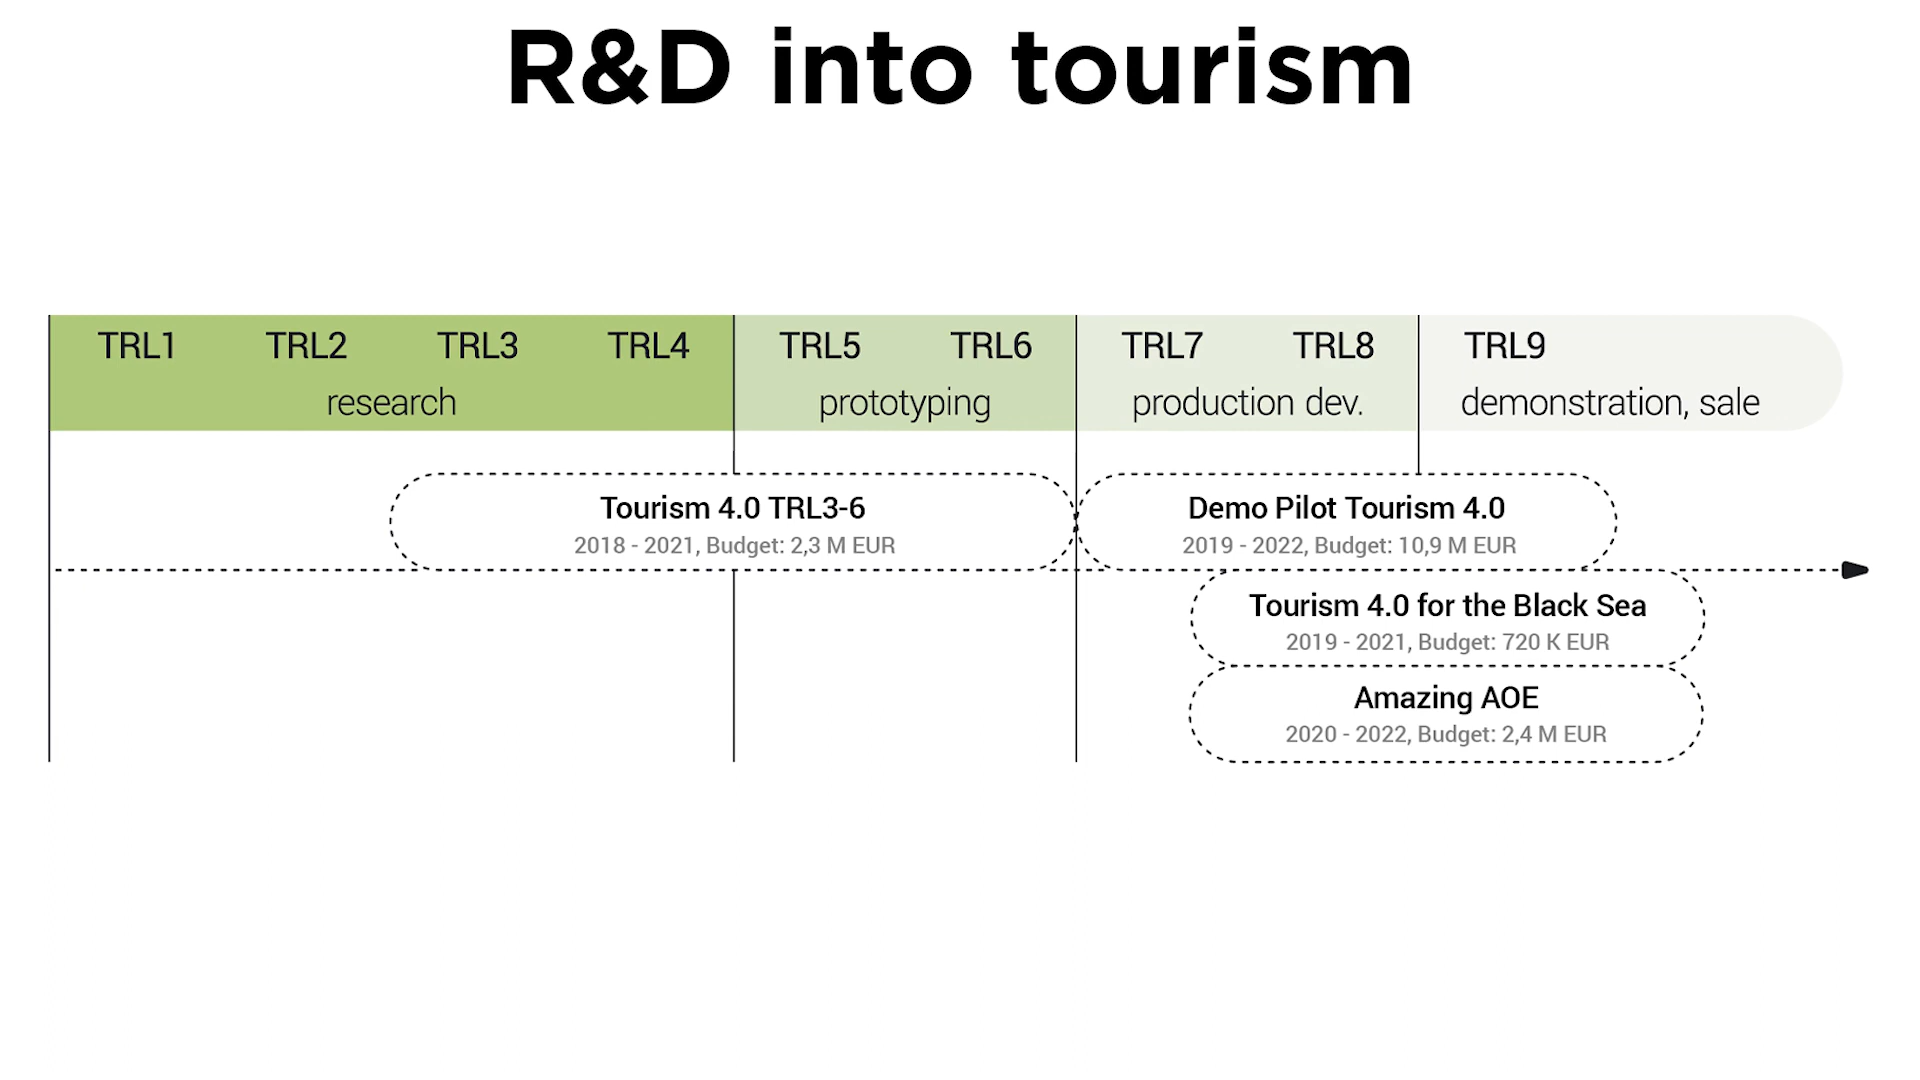 R&D into tourism
TRL1 TRL2 TRL3 TRL4 TRL5 TRL6 TRL7 TRL8 TRL9
research prototyping production dev. demonstration, sale
Tourism 4.0 TRL3-6
2018 - 2021, Budget: 2,3 M EUR
Demo Pilot Tourism 4.0
2019 - 2022, Budget: 10,9 M EUR
Tourism 4.0 for the Black Sea
2019 - 2021, Budget: 720 K EUR
Amazing AOE
2020 - 2022, Budget: 2,4 M EUR